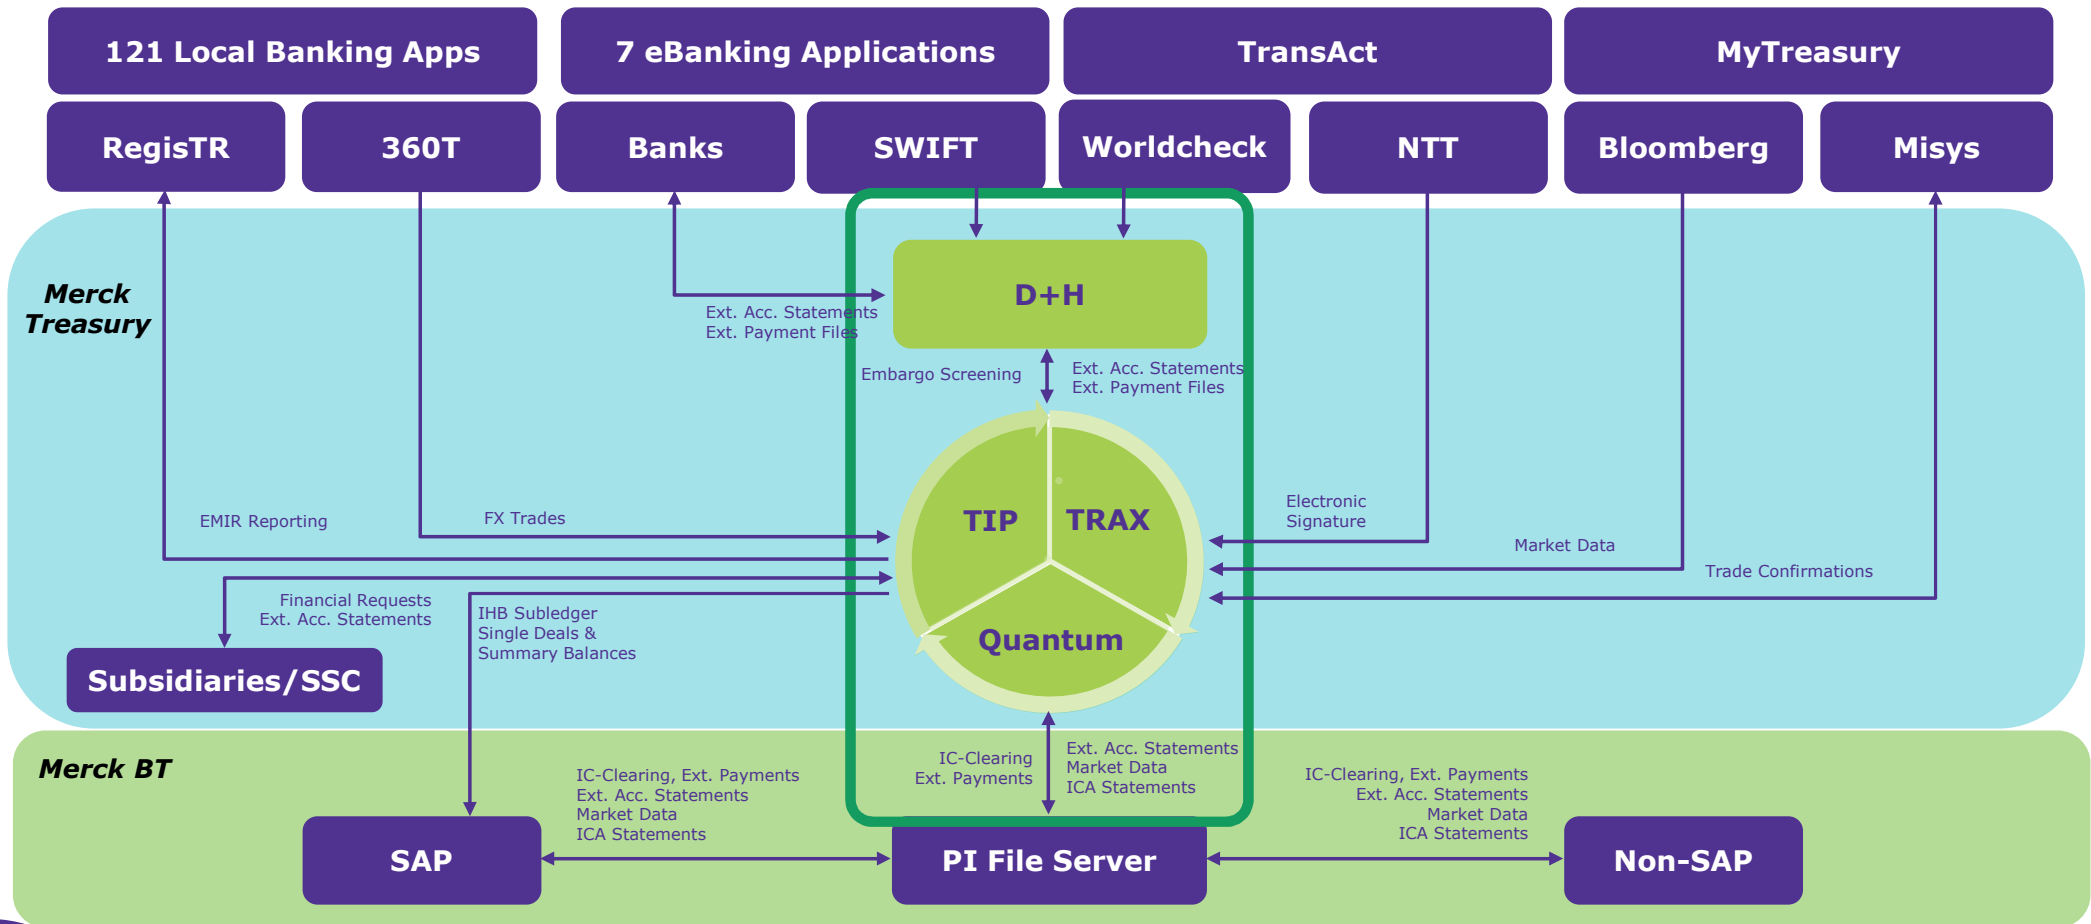 121 Local Banking Apps
7 eBanking Applications
TransAct
MyTreasury
RegisTR
360T
Banks
SWIFT
Worldcheck
NTT
Bloomberg
Misys
Merck
Treasury
D+H
Ext. Acc. Statements
Ext. Payment Files
Embargo Screening
Ext. Acc. Statements
Ext. Payment Files
TIP
TRAX
Quantum
EMIR Reporting
FX Trades
Electronic
Signature
Market Data
Trade Confirmations
Financial Requests
Ext. Acc. Statements
IHB Subledger
Single Deals &
Summary Balances
Subsidiaries/SSC
Merck BT
IC-Clearing
Ext. Payments
Ext. Acc. Statements
Market Data
ICA Statements
IC-Clearing, Ext. Payments
Ext. Acc. Statements
Market Data
ICA Statements
IC-Clearing, Ext. Payments
Ext. Acc. Statements
Market Data
ICA Statements
SAP
PI File Server
Non-SAP